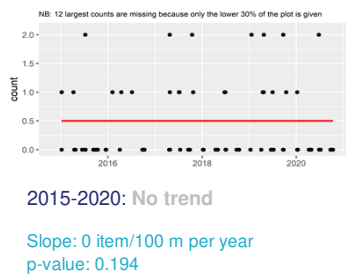 NB: 12 largest counts are missing because only the lower 30% of the plot is given
2.0
1.5
1.0
0.5
0.0
count
2016
2018
2020
2015-2020: No trend
Slope: 0 item/100 m per year
p-value: 0.194